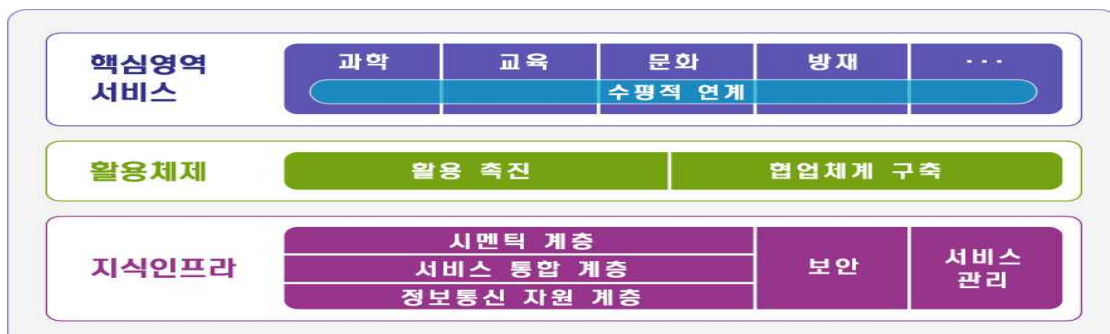 핵심영역
서비스
과학 교육 문화 방재 ···
수평적 연계
활용체제
활용 촉진 협업체계 구축
지식인프라
시멘틱 계층
서비스 통합 계층
정보통신 자원 계층
보안
서비스
관리